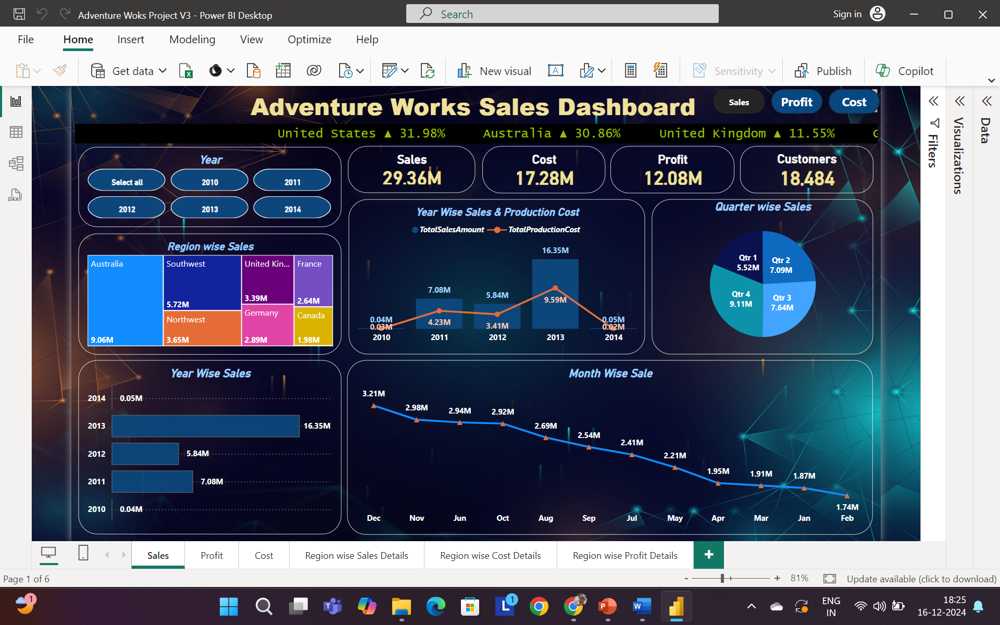 Adventure Woks Project V3 - Power BI Desktop
Search
Sign in
File
Home
Insert
Modeling
View
Optimize
Help
Get data
New visual
Sensitivity
Publish
Copilot
DAX
Adventure Works Sales Dashboard
Sales
Profit
Cost
United States ▲ 31.98%
Australia ▲ 30.86%
United Kingdom ▲ 11.55%
Filters
Visualizations
Data
Year
Select all
2010
2011
2012
2013
2014
Sales
29.36M
Cost
17.28M
Profit
12.08M
Customers
18,484
Region wise Sales
Australia
9.06M
Southwest
5.72M
Northwest
3.65M
United Kin...
3.39M
Germany
2.89M
France
2.64M
Canada
1.98M
Year Wise Sales & Production Cost
TotalSalesAmount
TotalProductionCost
16.35M
7.08M
5.84M
9.59M
4.23M
3.41M
0.04M
0.03M
0.05M
0.02M
2010
2011
2012
2013
2014
Quarter wise Sales
Qtr 1
5.52M
Qtr 2
7.09M
Qtr 4
9.11M
Qtr 3
7.64M
Year Wise Sales
2014
0.05M
2013
16.35M
2012
5.84M
2011
7.08M
2010
0.04M
Month Wise Sale
3.21M
2.98M
2.94M
2.92M
2.69M
2.54M
2.41M
2.21M
1.95M
1.91M
1.87M
1.74M
Dec
Nov
Jun
Oct
Aug
Sep
Jul
May
Apr
Mar
Jan
Feb
Sales
Profit
Cost
Region wise Sales Details
Region wise Cost Details
Region wise Profit Details
+
Page 1 of 6
-
+
81%
Update available (click to download)
1
1
ENG
IN
18:25
16-12-2024